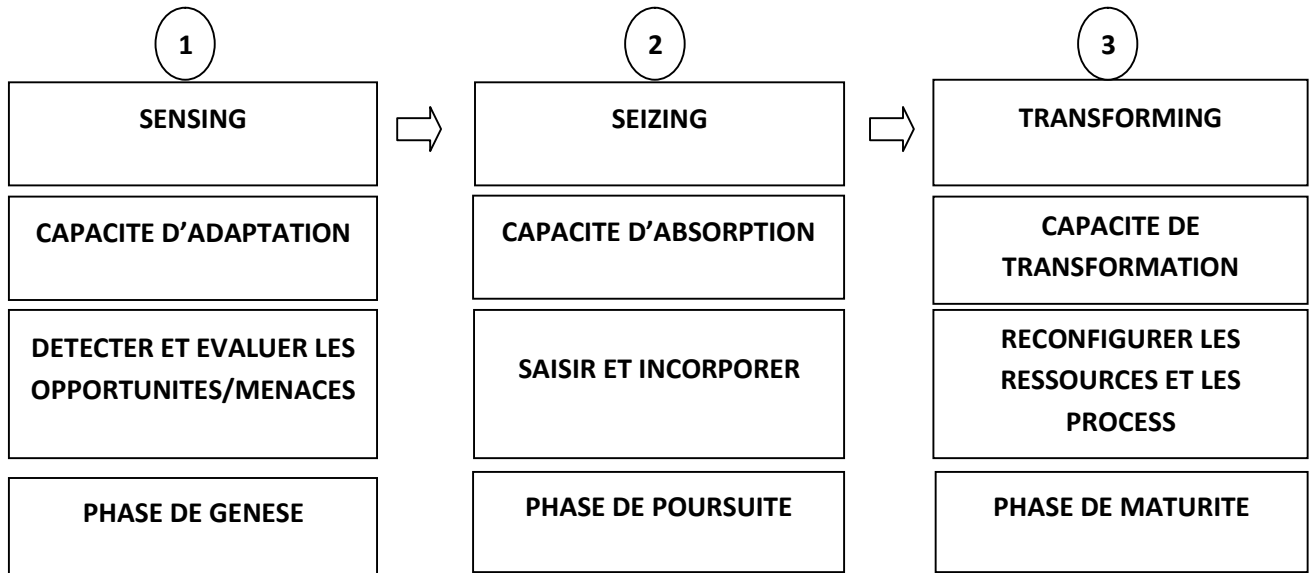 1
2
3
SENSING
SEIZING
TRANSFORMING
CAPACITE D'ADAPTATION
CAPACITE D'ABSORPTION
CAPACITE DE
TRANSFORMATION
DETECTER ET EVALUER LES
OPPORTUNITES/MENACES
SAISIR ET INCORPORER
RECONFIGURER LES
RESSOURCES ET LES
PROCESS
PHASE DE GENESE
PHASE DE POURSUITE
PHASE DE MATURITE